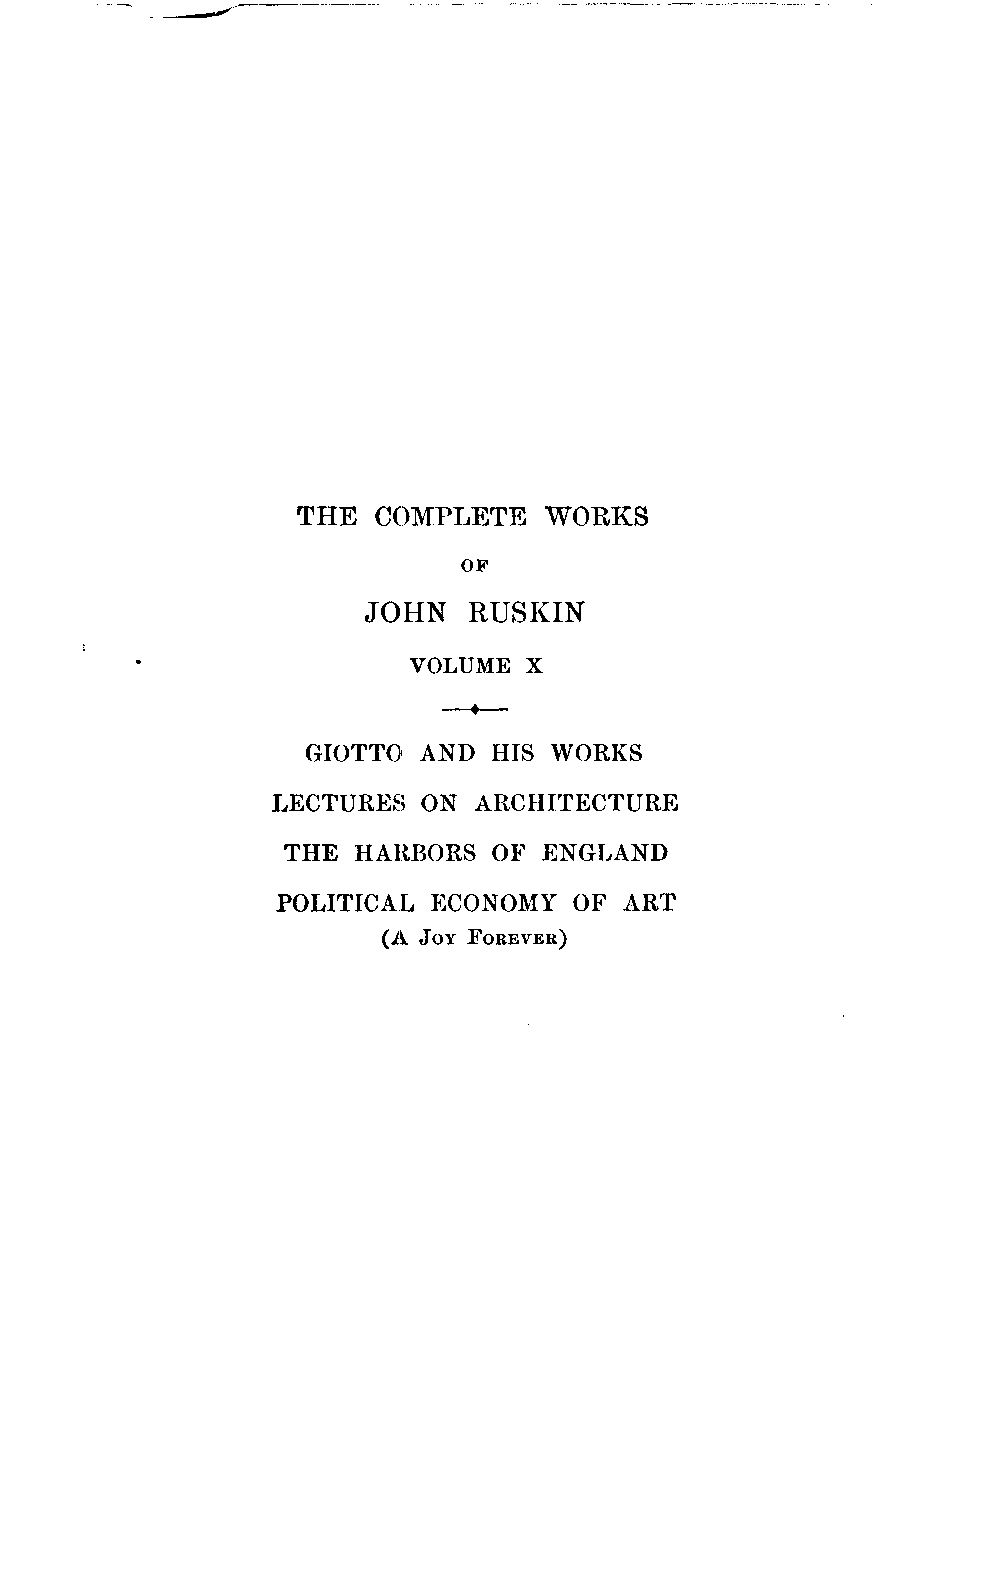 THE COMPLETE WORKS
OF
JOHN RUSKIN
VOLUME X
GIOTTO AND HIS WORKS
LECTURES ON ARCHITECTURE
THE HARBORS OF ENGLAND
POLITICAL ECONOMY OF ART
(A JOY FOREVER)